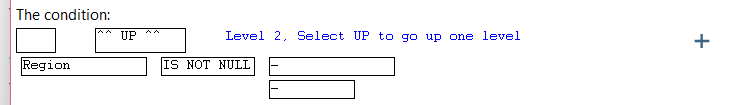 The condition:
^^ UP ^^ Level 2, Select UP to go up one level
Region IS NOT NULL –
–